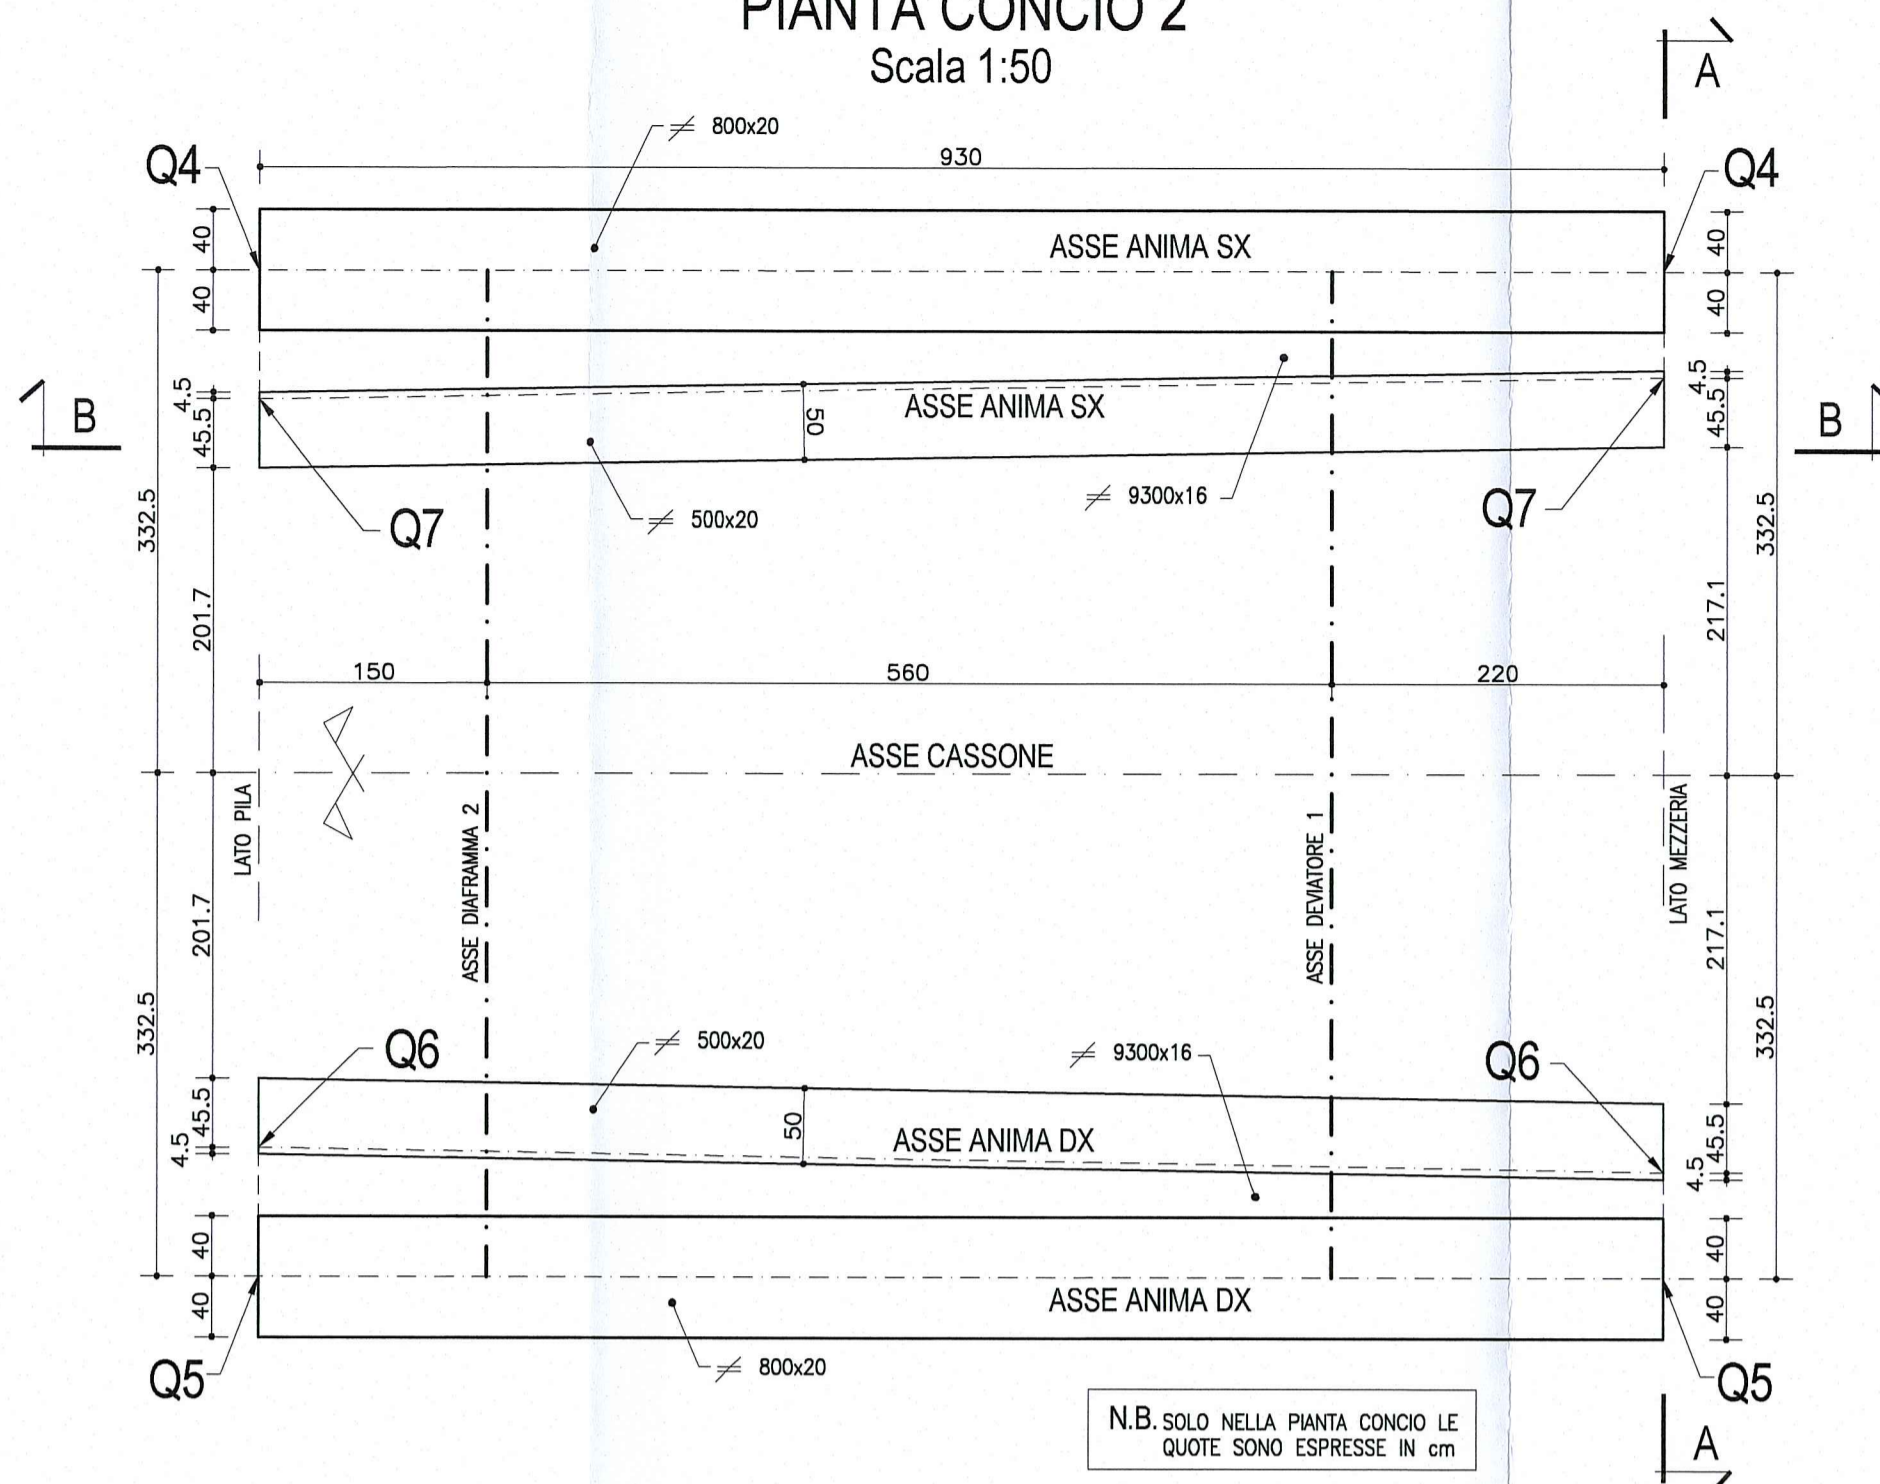 PIANTA CONCIO 2
Scala 1:50
A
800x20
930
Q4
Q4
40
ASSE ANIMA SX
40
40
40
4.5
4.5
B
ASSE ANIMA SX
50
45.5
45.5
B
9300x16
Q7
500x20
Q7
332.5
332.5
201.7
217.1
150
560
220
ASSE CASSONE
LATO PILA
ASSE DIAFRAMMA 2
ASSE DEVIATORE 1
LATO MEZZERIA
201.7
217.1
332.5
332.5
Q6
500x20
9300x16
Q6
45.5
50
45.5
4.5
ASSE ANIMA DX
4.5
40
40
40
ASSE ANIMA DX
40
Q5
800x20
Q5
N.B. SOLO NELLA PIANTA CONCIO LE
QUOTE SONO ESPRESSE IN cm
A